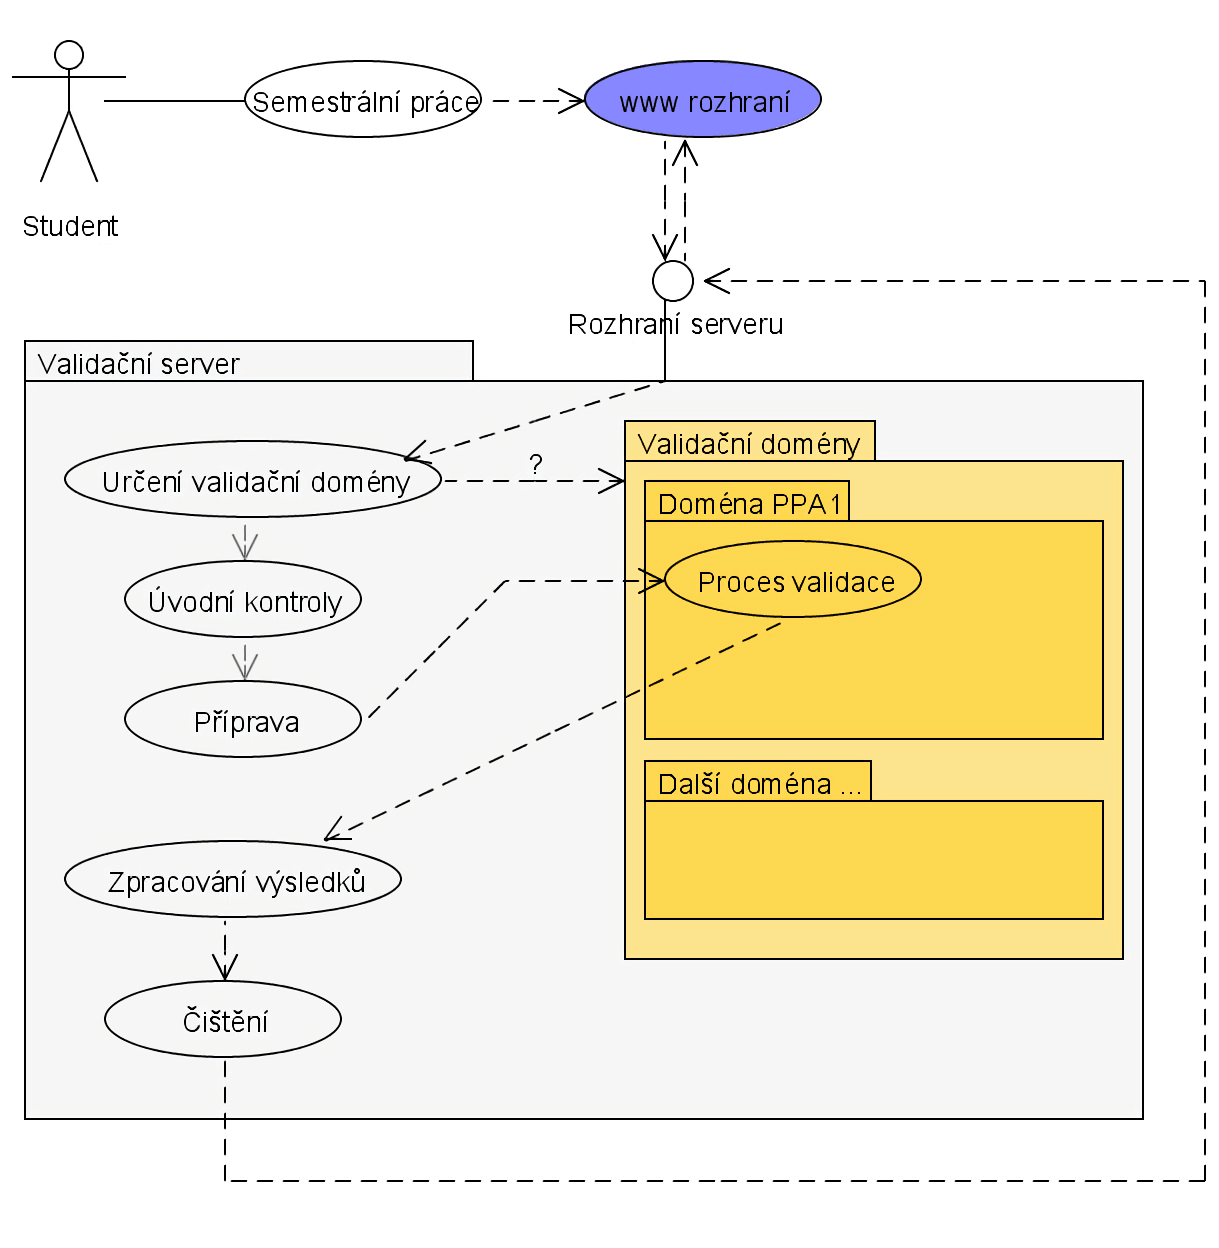 Semestrální práce
www rozhraní
Student
Rozhraní serveru
Validační server
Určení validační domény
?
Validační domény
Doména PPA1
Proces validace
Úvodní kontroly
Příprava
Další doména ...
Zpracování výsledků
Čištění